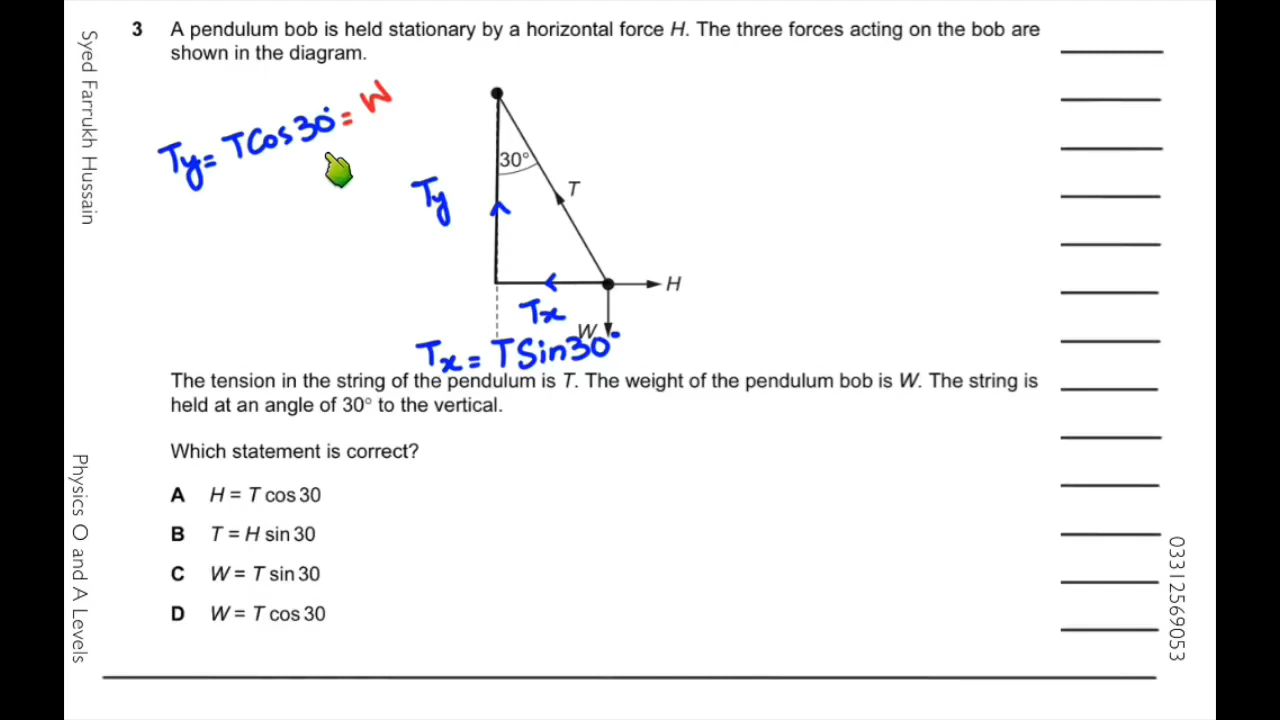 Syed Farrukh Hussain
Physics O and A Levels
3 A pendulum bob is held stationary by a horizontal force H. The three forces acting on the bob are
shown in the diagram.
Ty = TCos30° = W
30°
T
Ty
H
Tx
W
Tx = TSin30°
The tension in the string of the pendulum is T. The weight of the pendulum bob is W. The string is
held at an angle of 30° to the vertical.
Which statement is correct?
A H = T cos 30
B T = H sin 30
C W = T sin 30
D W = T cos 30
03312569053